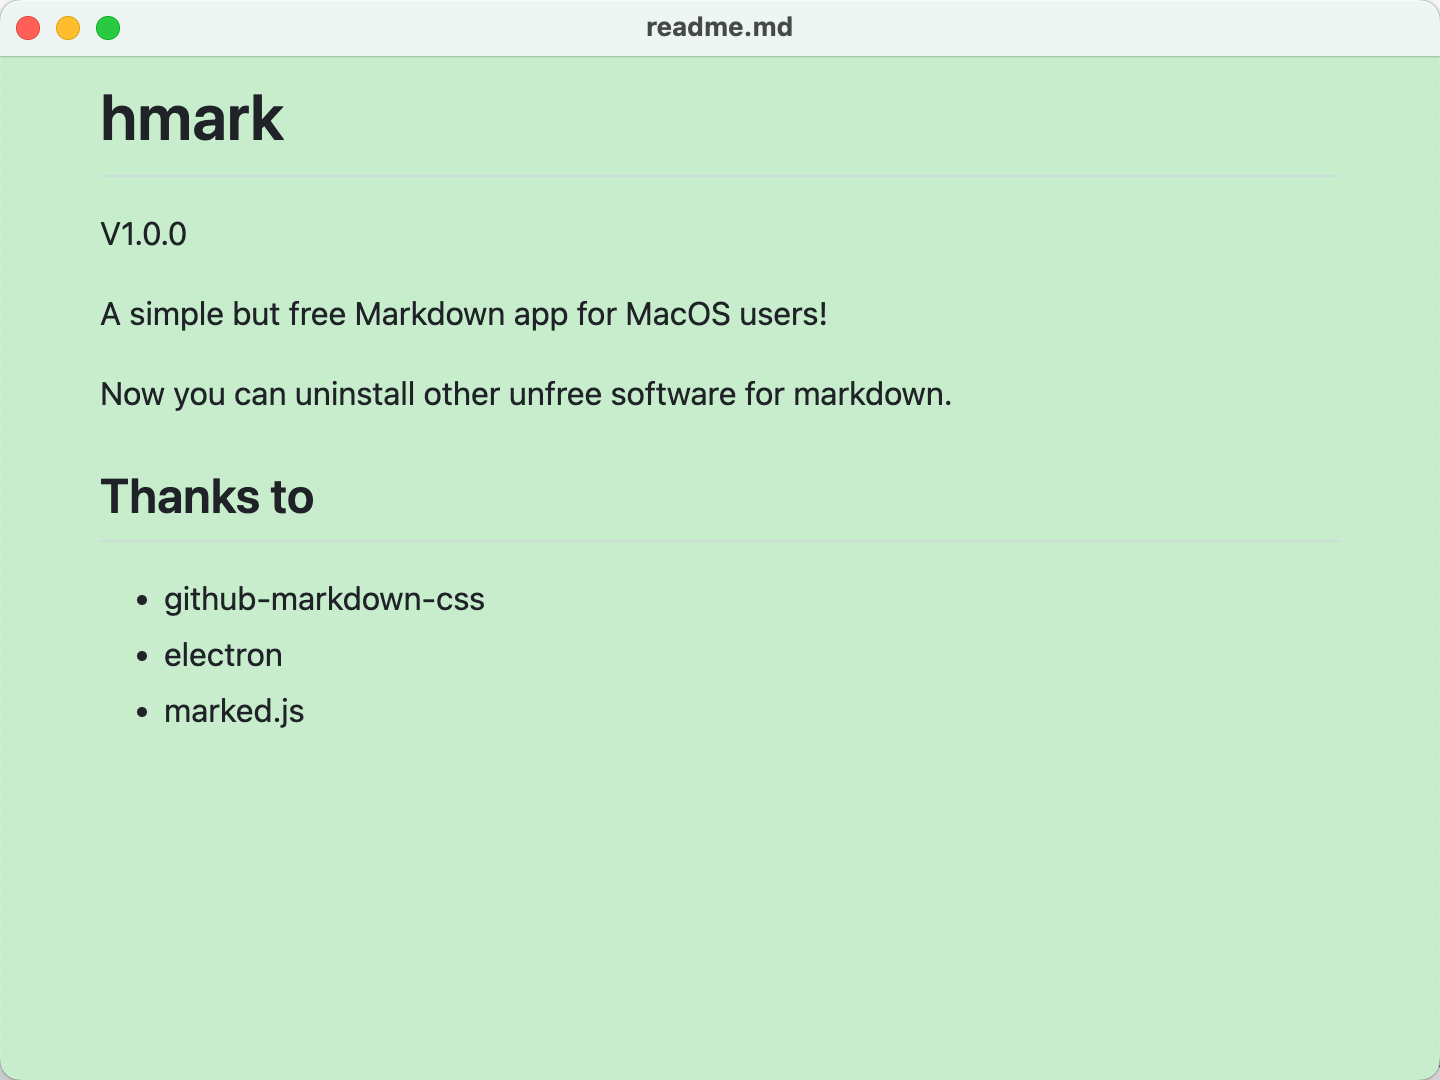 readme.md
hmark
V1.0.0
A simple but free Markdown app for MacOS users!
Now you can uninstall other unfree software for markdown.
Thanks to
github-markdown-css
electron
marked.js